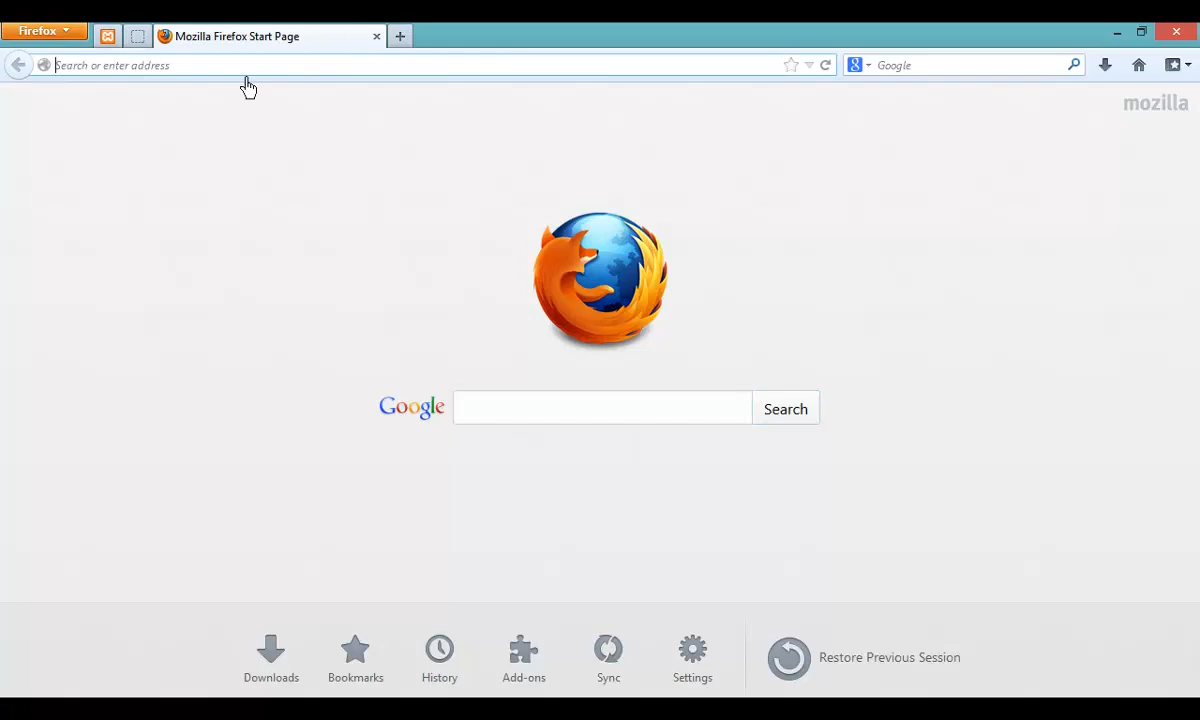 Firefox
Mozilla Firefox Start Page
Search or enter address
8
Google
mozilla
Google
Search
Downloads
Bookmarks
History
Add-ons
Sync
Settings
Restore Previous Session